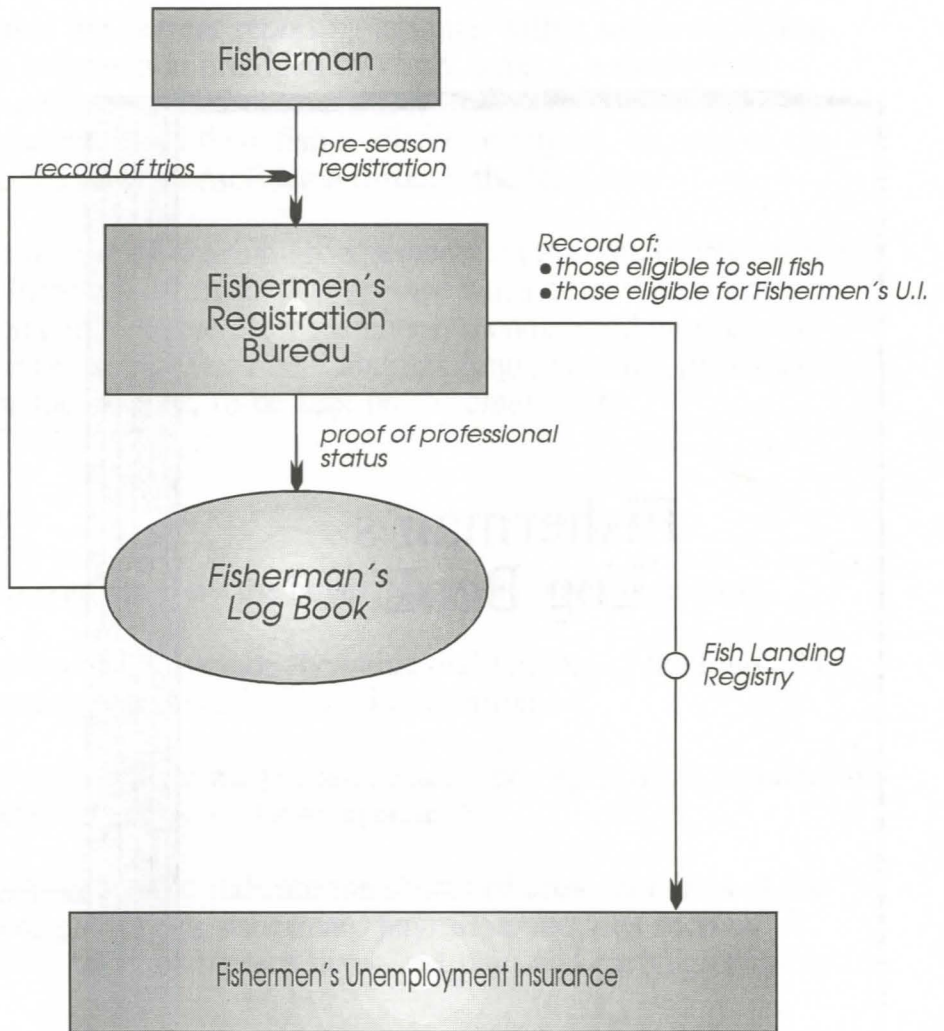 Fisherman
pre-season
registration
record of trips
Fishermen's
Registration
Bureau
Record of:
• those eligible to sell fish
• those eligible for Fishermen's U.I.
proof of professional
status
Fisherman's
Log Book
Fish Landing
Registry
Fishermen's Unemployment Insurance